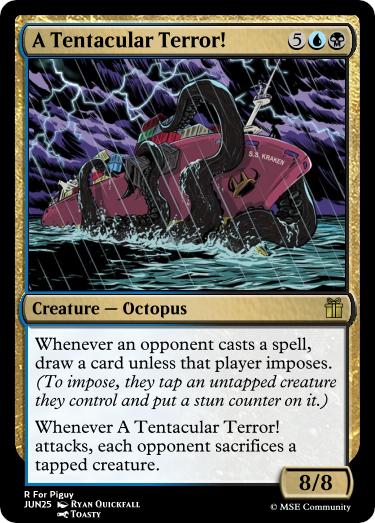 A Tentacular Terror!
5
S.S. KRAKEN
Creature — Octopus
Whenever an opponent casts a spell,
draw a card unless that player imposes.
(To impose, they tap an untapped creature
they control and put a stun counter on it.)
Whenever A Tentacular Terror!
attacks, each opponent sacrifices a
tapped creature.
8/8
R For Piguy
JUN25 Ryan Quickfall
Toasty
© MSE Community